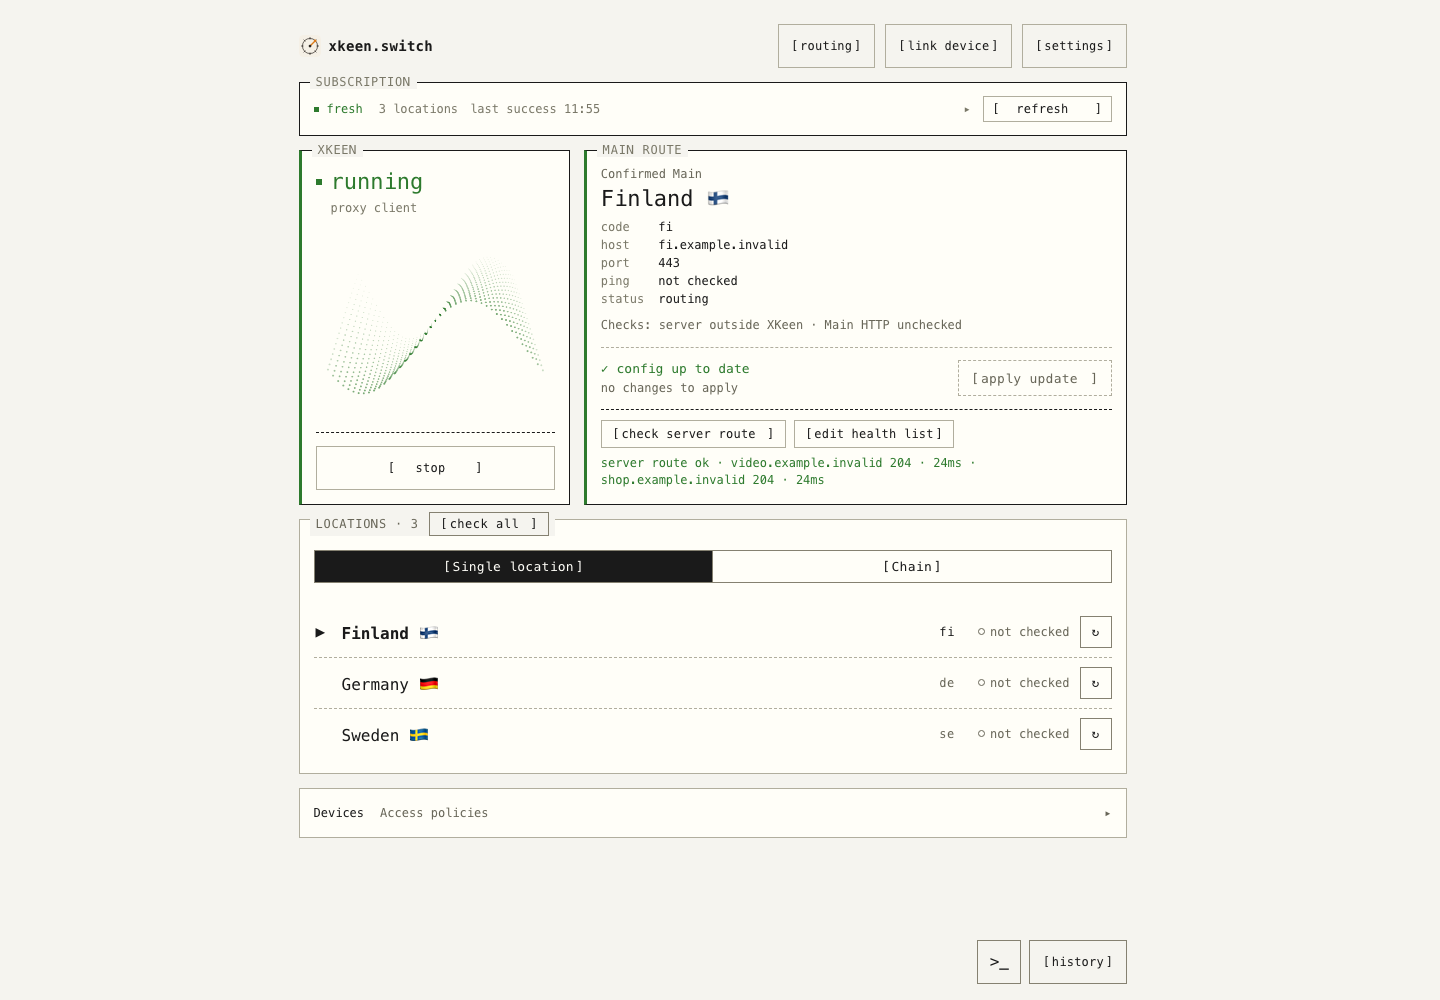 xkeen.switch
[routing] [link device] [settings]
SUBSCRIPTION
fresh 3 locations last success 11:55 ▸ [ refresh ]
XKEEN
running
proxy client
[ stop ]
MAIN ROUTE
Confirmed Main
Finland 🇫🇮
code fi
host fi.example.invalid
port 443
ping not checked
status routing
Checks: server outside XKeen · Main HTTP unchecked
✓ config up to date
no changes to apply
[apply update ]
[check server route ] [edit health list]
server route ok · video.example.invalid 204 · 24ms ·
shop.example.invalid 204 · 24ms
LOCATIONS · 3 [check all ]
[Single location] [Chain]
▶ Finland 🇫🇮 fi ○ not checked ↻
Germany 🇩🇪 de ○ not checked ↻
Sweden 🇸🇪 se ○ not checked ↻
Devices Access policies ▸
>_ [history]